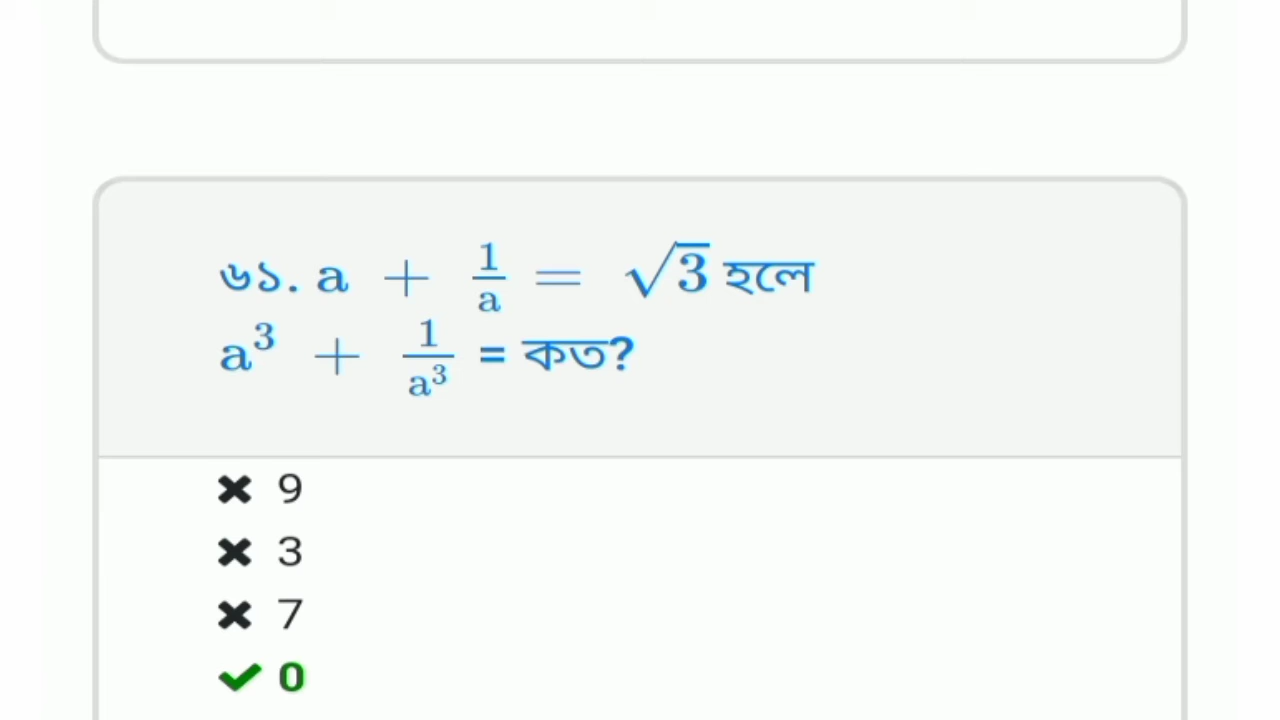 ৬১. a + 1/a = √3 হলে
a³ + 1/a³ = কত?
✖ 9
✖ 3
✖ 7
✔ 0